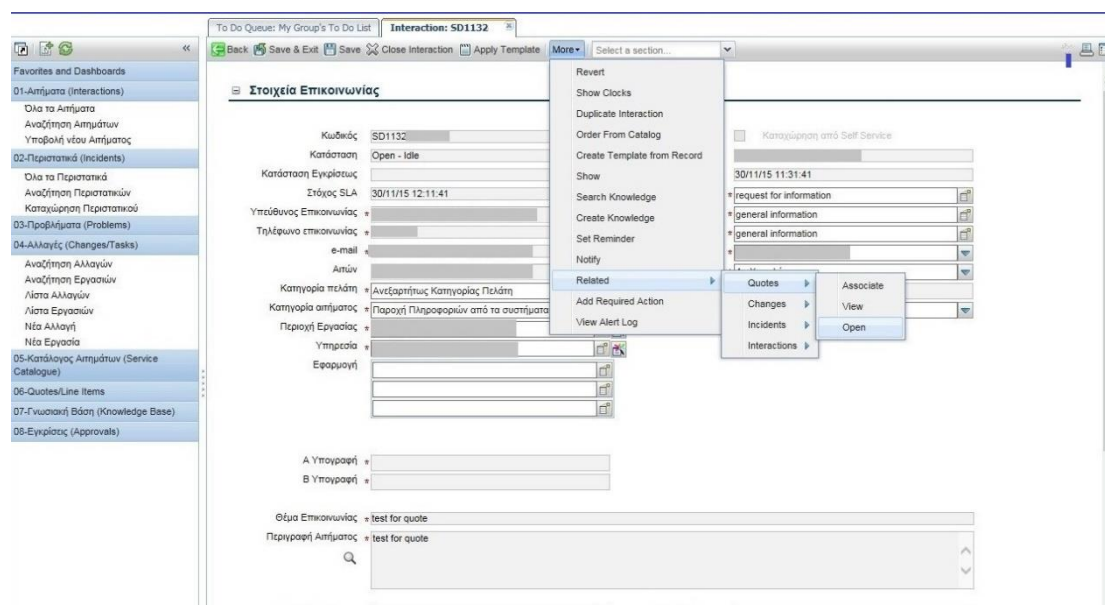 To Do Queue: My Group's To Do List
Interaction: SD1132
Back Save & Exit Save Close Interaction Apply Template More Select a section...
Favorites and Dashboards
01-Αιτήματα (Interactions)
Όλα τα Αιτήματα
Αναζήτηση Αιτημάτων
Υποβολή νέου Αιτήματος
02-Περιστατικά (Incidents)
Όλα τα Περιστατικά
Αναζήτηση Περιστατικών
Καταχώρηση Περιστατικού
03-Προβλήματα (Problems)
04-Αλλαγές (Changes/Tasks)
Αναζήτηση Αλλαγών
Αναζήτηση Εργασιών
Λίστα Αλλαγών
Λίστα Εργασιών
Νέα Αλλαγή
Νέα Εργασία
05-Κατάλογος Αιτημάτων (Service
Catalogue)
06-Quotes/Line Items
07-Γνωσιακή Βάση (Knowledge Base)
08-Εγκρίσεις (Approvals)
Στοιχεία Επικοινωνίας
Κωδικός SD1132
Κατάσταση Open - Idle
Κατάσταση Εγκρίσεως
Στόχος SLA 30/11/15 12:11:41
Υπεύθυνος Επικοινωνίας *
Τηλέφωνο επικοινωνίας *
e-mail *
Αιτών
Κατηγορία πελάτη * Ανεξαρτήτως Κατηγορίας Πελάτη
Κατηγορία αιτήματος * Παροχή Πληροφοριών από τα συστήματα
Περιοχή Εργασίας *
Υπηρεσία *
Εφαρμογή
Α Υπογραφή *
Β Υπογραφή *
Θέμα Επικοινωνίας * test for quote
Περιγραφή Αιτήματος * test for quote
Καταχώρηση από Self Service
30/11/15 11:31:41
* request for information
* general information
* general information
Revert
Show Clocks
Duplicate Interaction
Order From Catalog
Create Template from Record
Show
Search Knowledge
Create Knowledge
Set Reminder
Notify
Related
Add Required Action
View Alert Log
Quotes
Changes
Incidents
Interactions
Associate
View
Open